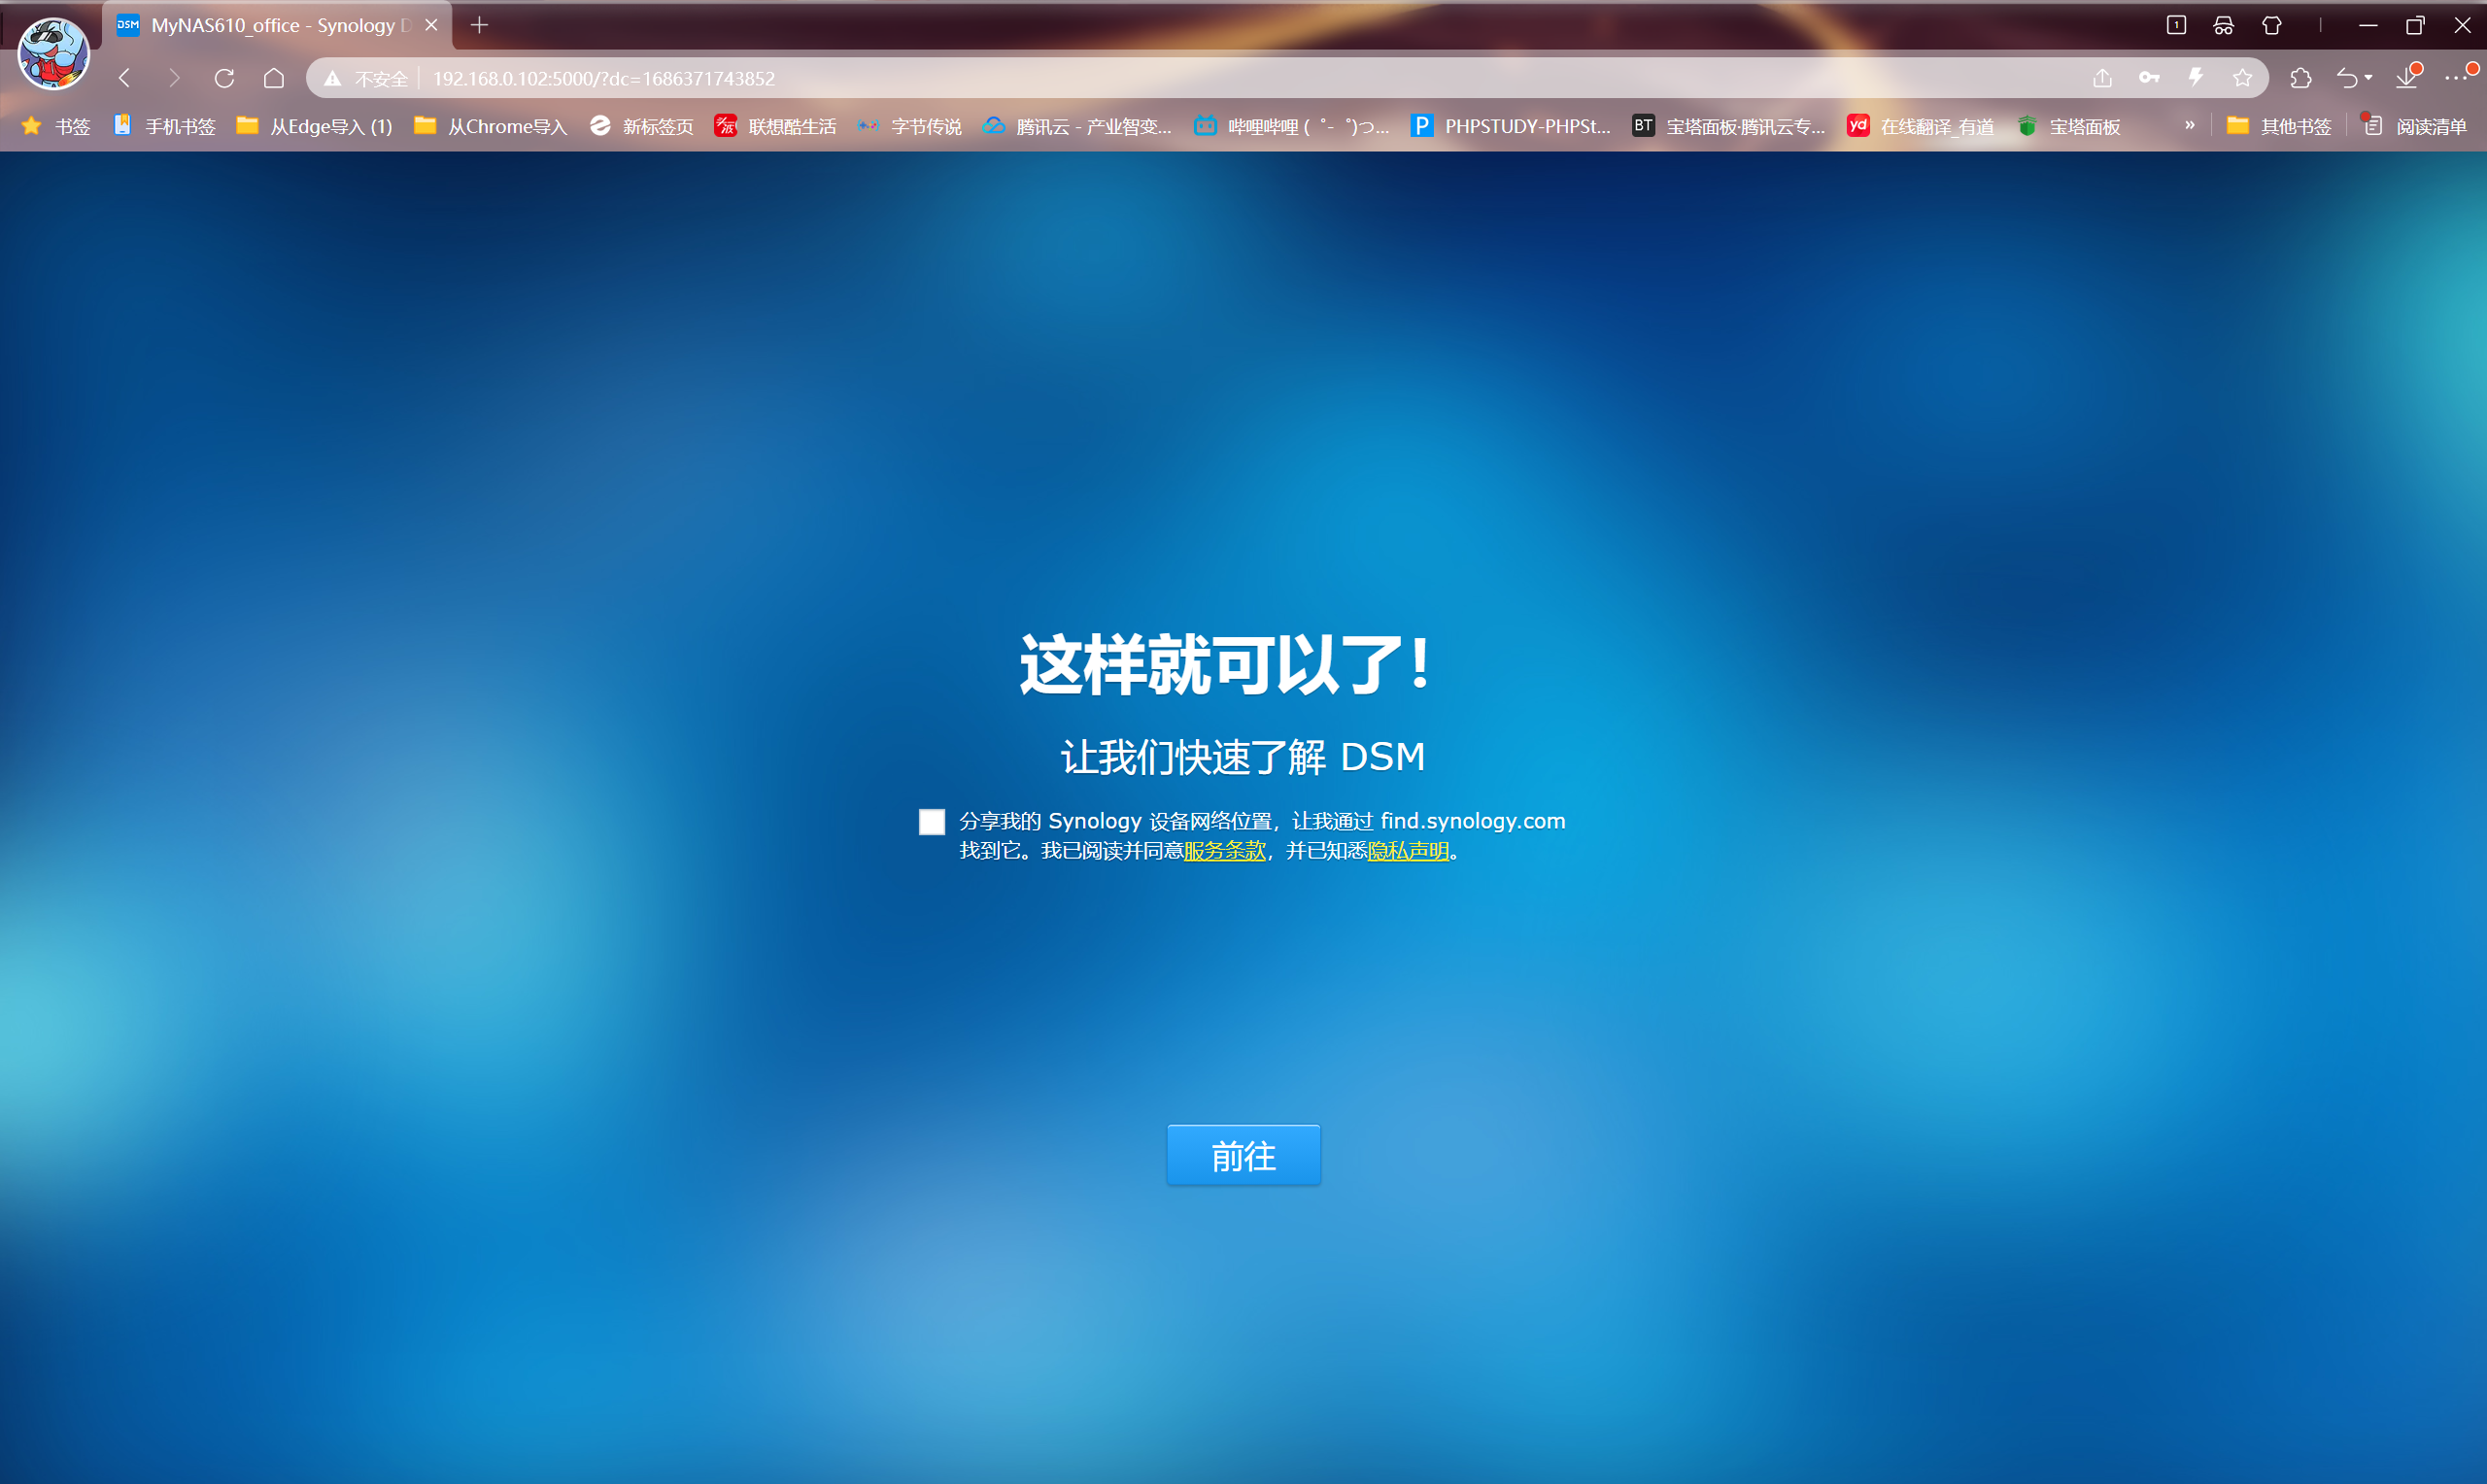 DSM MyNAS610_office - Synology D
1
不安全 192.168.0.102:5000/?dc=1686371743852
书签 手机书签 从Edge导入 (1) 从Chrome导入 新标签页 联想酷生活 字节传说 腾讯云 - 产业智变... 哔哩哔哩 (゜-゜)つ... P PHPSTUDY-PHPSt... BT 宝塔面板·腾讯云专... yd 在线翻译_有道 宝塔面板 » 其他书签 阅读清单
这样就可以了！
让我们快速了解 DSM
分享我的 Synology 设备网络位置，让我通过 find.synology.com
找到它。我已阅读并同意服务条款，并已知悉隐私声明。
前往